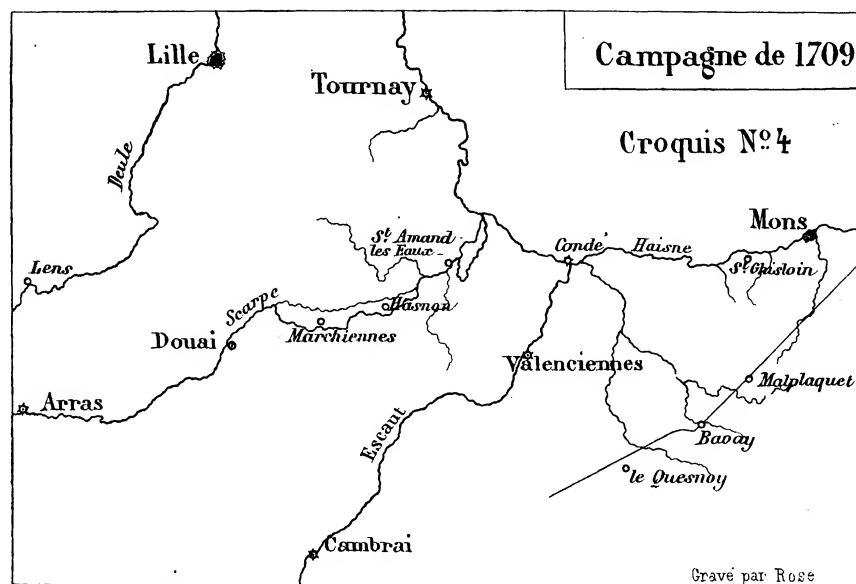 Campagne de 1709
Croquis Nº 4
Lille
Tournay
Deule
Mons
St Amand
les Eaux
Condé
Haisne
St Ghisloin
Lens
Scarpe
Hasnon
Marchiennes
Douai
Valenciennes
Malplaquet
Arras
Escaut
Bavay
le Quesnoy
Cambrai
Gravé par Rose